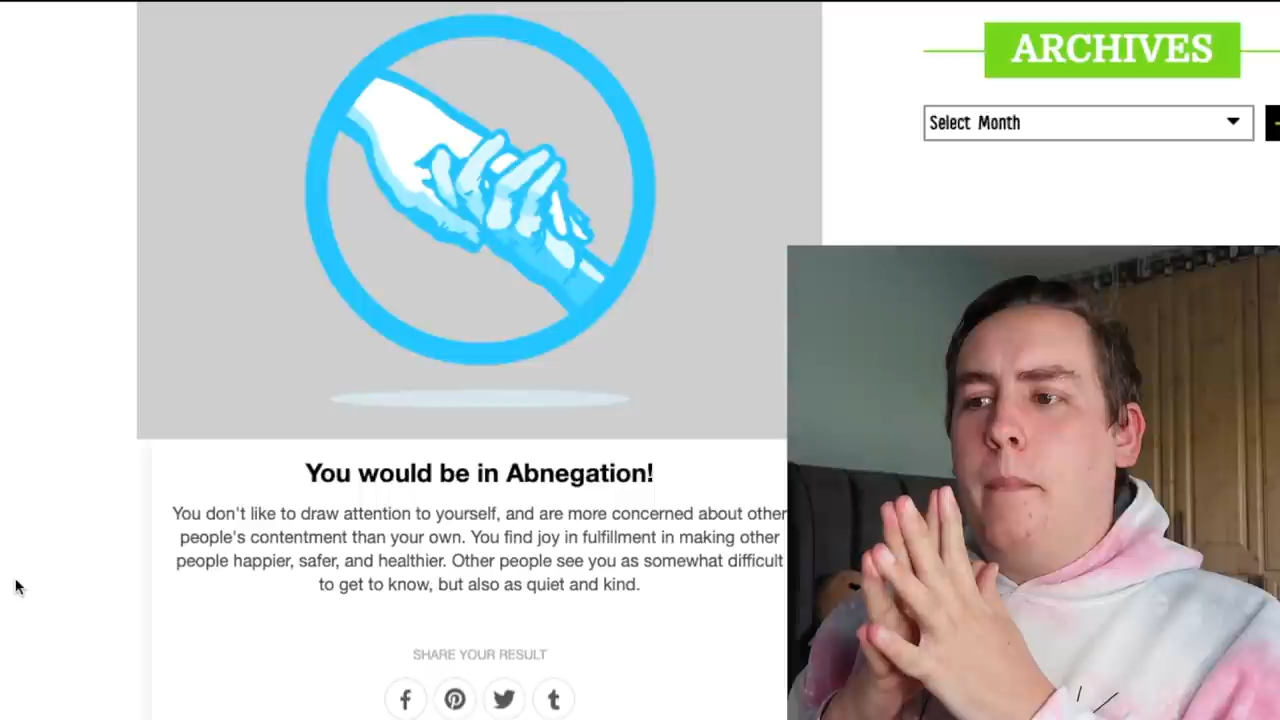 ARCHIVES
Select Month
You would be in Abnegation!
You don't like to draw attention to yourself, and are more concerned about other
people's contentment than your own. You find joy in fulfillment in making other
people happier, safer, and healthier. Other people see you as somewhat difficult
to get to know, but also as quiet and kind.
SHARE YOUR RESULT